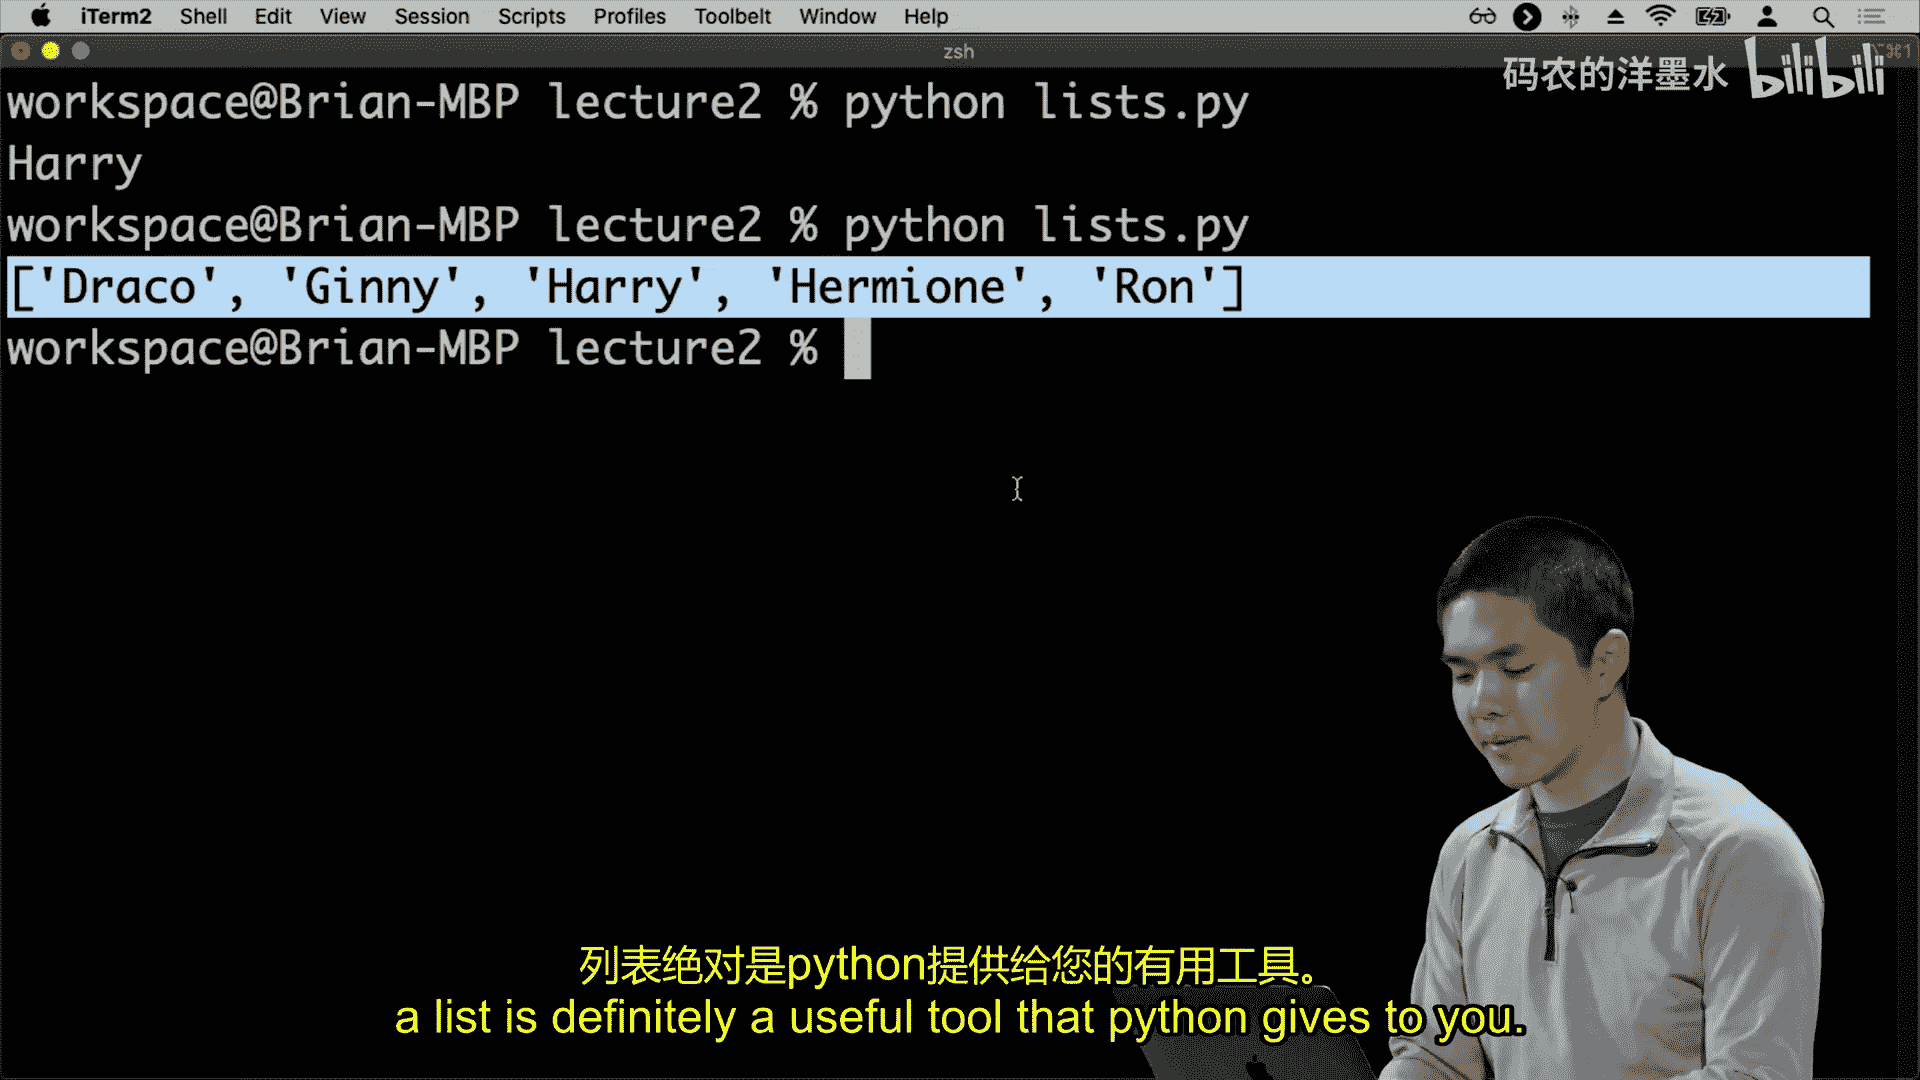 iTerm2 Shell Edit View Session Scripts Profiles Toolbelt Window Help
zsh
⌥⌘1
码农的洋墨水 bilibili
workspace@Brian-MBP lecture2 % python lists.py
Harry
workspace@Brian-MBP lecture2 % python lists.py
['Draco', 'Ginny', 'Harry', 'Hermione', 'Ron']
workspace@Brian-MBP lecture2 %
列表绝对是python提供给您的有用工具。
a list is definitely a useful tool that python gives to you.